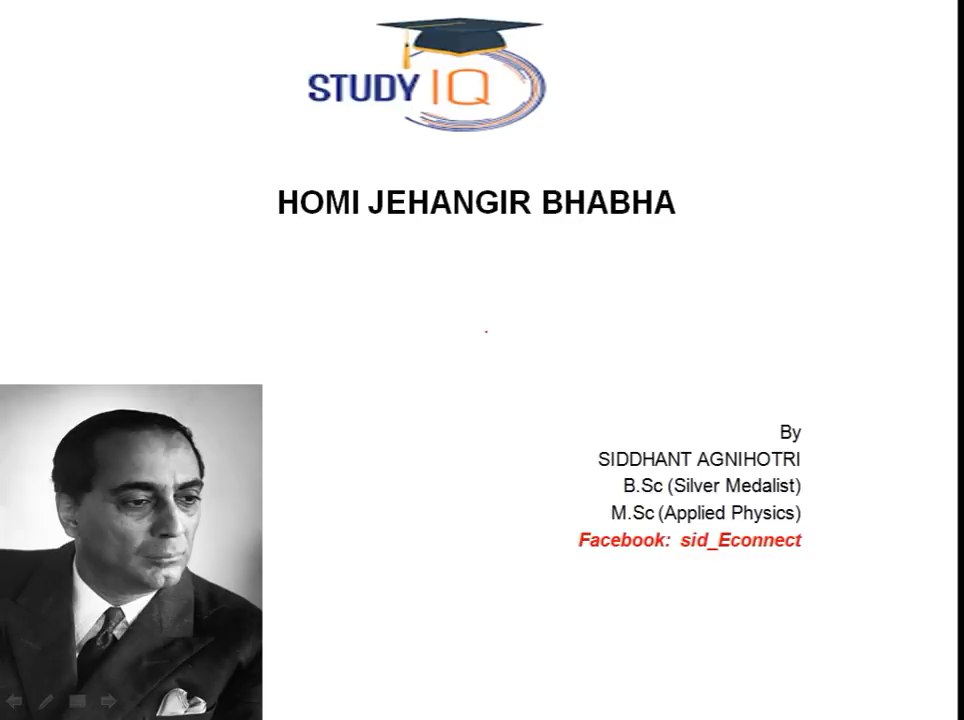 STUDY IQ
HOMI JEHANGIR BHABHA
By
SIDDHANT AGNIHOTRI
B.Sc (Silver Medalist)
M.Sc (Applied Physics)
Facebook: sid_Econnect